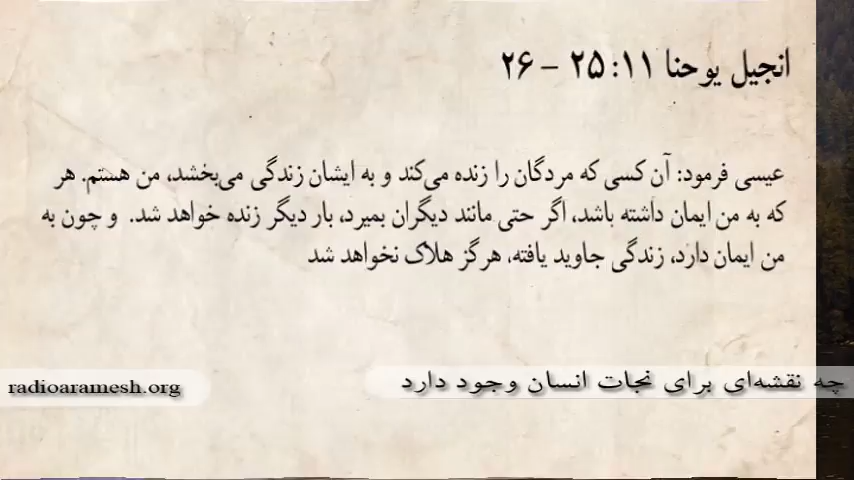 انجیل یوحنا ۱۱:۲۵ – ۲۶
عیسی فرمود: آن کسی که مردگان را زنده می‌کند و به ایشان زندگی می‌بخشد، من هستم. هر
که به من ایمان داشته باشد، اگر حتی مانند دیگران بمیرد، بار دیگر زنده خواهد شد. و چون به
من ایمان دارد، زندگی جاوید یافته، هرگز هلاک نخواهد شد
چه نقشه‌ای برای نجات انسان وجود دارد
radioaramesh.org